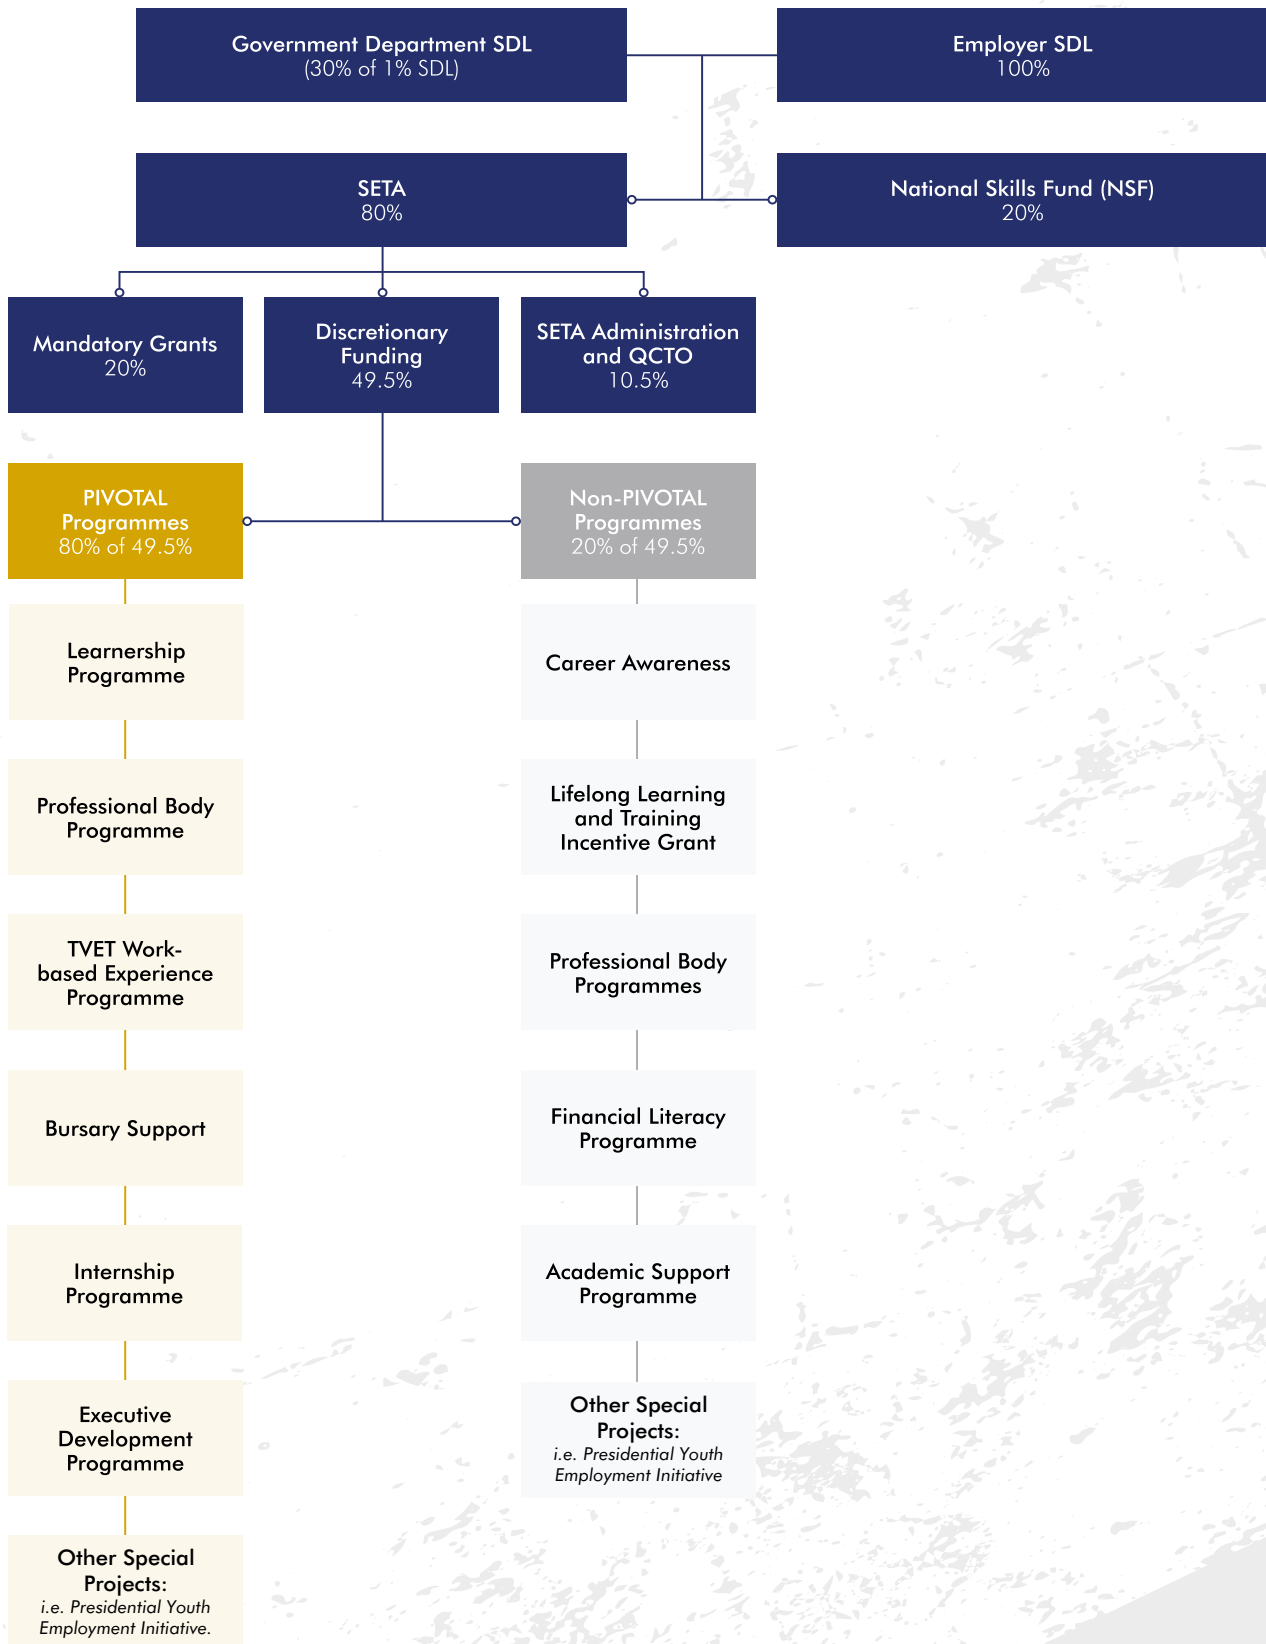 Government Department SDL
(30% of 1% SDL)
Employer SDL
100%
SETA
80%
National Skills Fund (NSF)
20%
Mandatory Grants
20%
Discretionary
Funding
49.5%
SETA Administration
and QCTO
10.5%
PIVOTAL
Programmes
80% of 49.5%
Non-PIVOTAL
Programmes
20% of 49.5%
Learnership
Programme
Career Awareness
Professional Body
Programme
Lifelong Learning
and Training
Incentive Grant
TVET Work-
based Experience
Programme
Professional Body
Programmes
Bursary Support
Financial Literacy
Programme
Internship
Programme
Academic Support
Programme
Executive
Development
Programme
Other Special
Projects:
i.e. Presidential Youth
Employment Initiative
Other Special
Projects:
i.e. Presidential Youth
Employment Initiative.